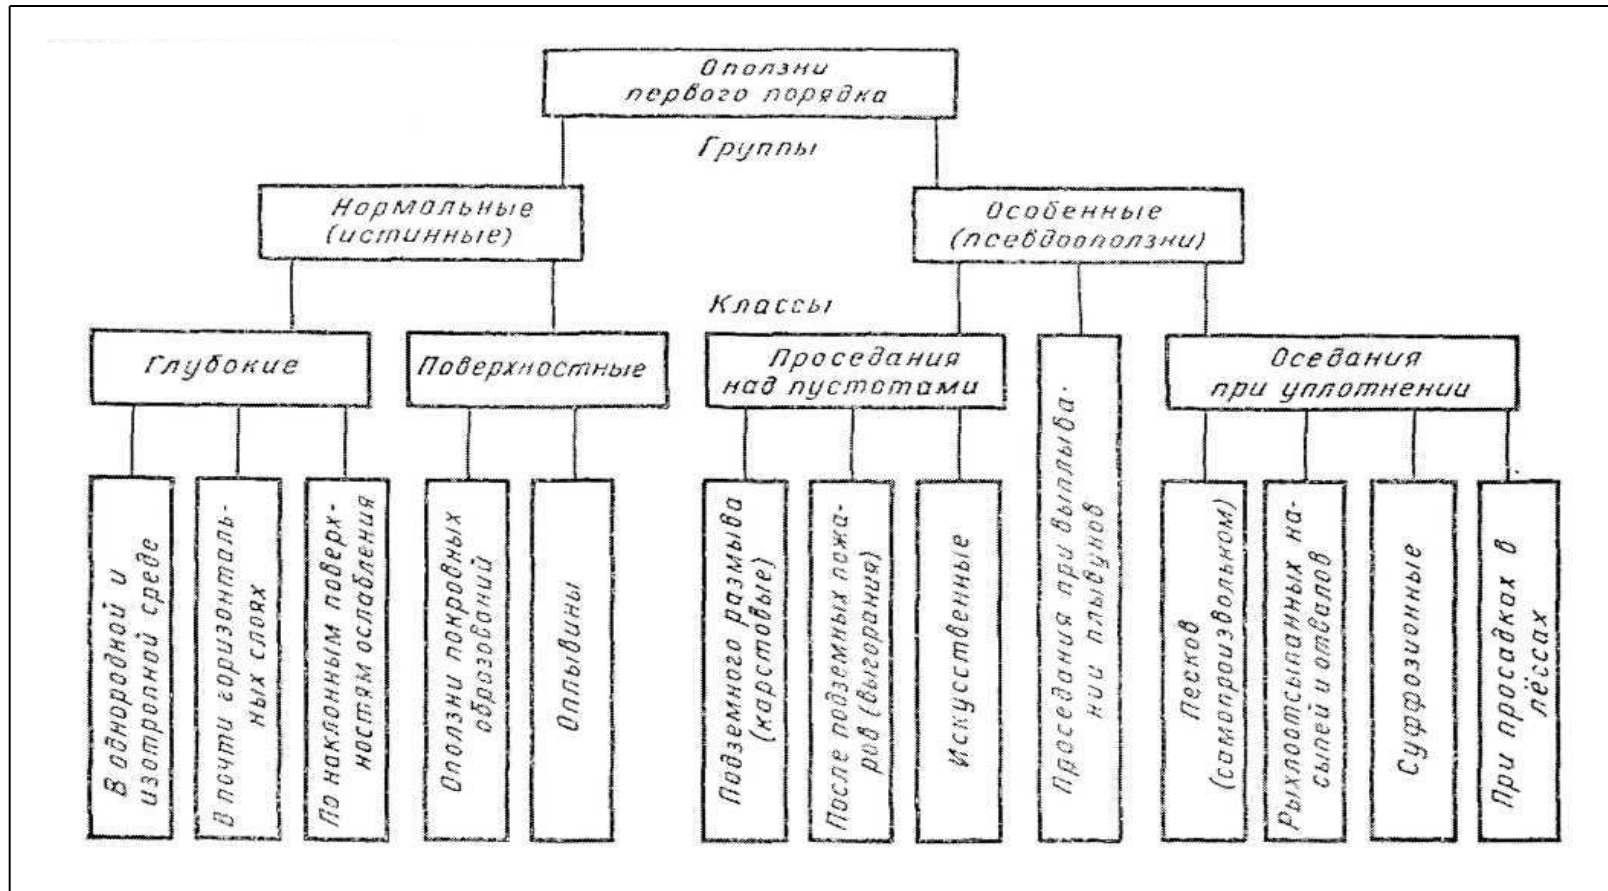 Оползни
первого порядка
Группы
Нормальные
(истинные)
Особенные
(псевдооползни)
Классы
Глубокие
Поверхностные
Проседания
над пустотами
Проседания при выплыва-
нии плывунов
Оседания
при уплотнении
В однородной и
изотропной среде
В почти горизонталь-
ных слоях
По наклонным поверх-
ностям ослабления
Оползни покровных
образований
Оплывины
Подземного размыва
(карстовые)
После подземных пожа-
ров (выгорания)
Искусственные
Песков
(самопроизвольном)
Рыхлоотсыпанных на-
сыпей и отвалов
Суффозионные
При просадках в
лёссах